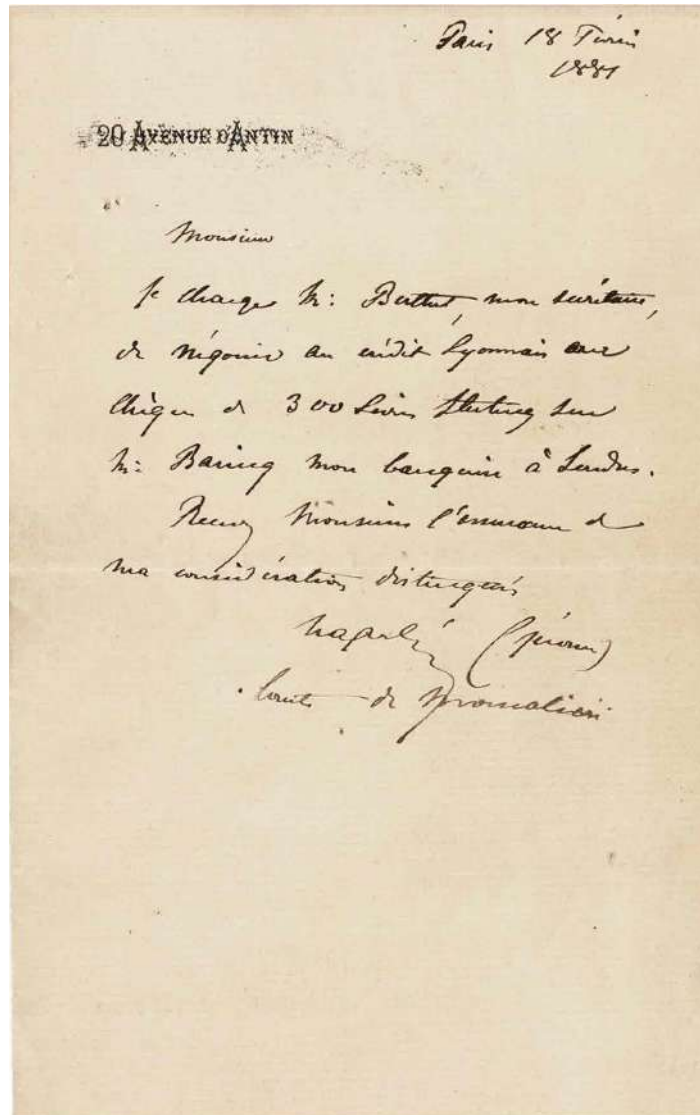 Paris 18 Février
1881
20 AVENUE D'ANTIN
Monsieur
Je charge M: Berthet, mon secrétaire,
de négocier au crédit Lyonnais une
chèque de 300 Livres Sterling sur
M: Baring mon banquier à Londres.
Recevez Monsieur l'assurance de
ma considération distinguée
Napoléon (Jérôme)
Comte de Moncalieri